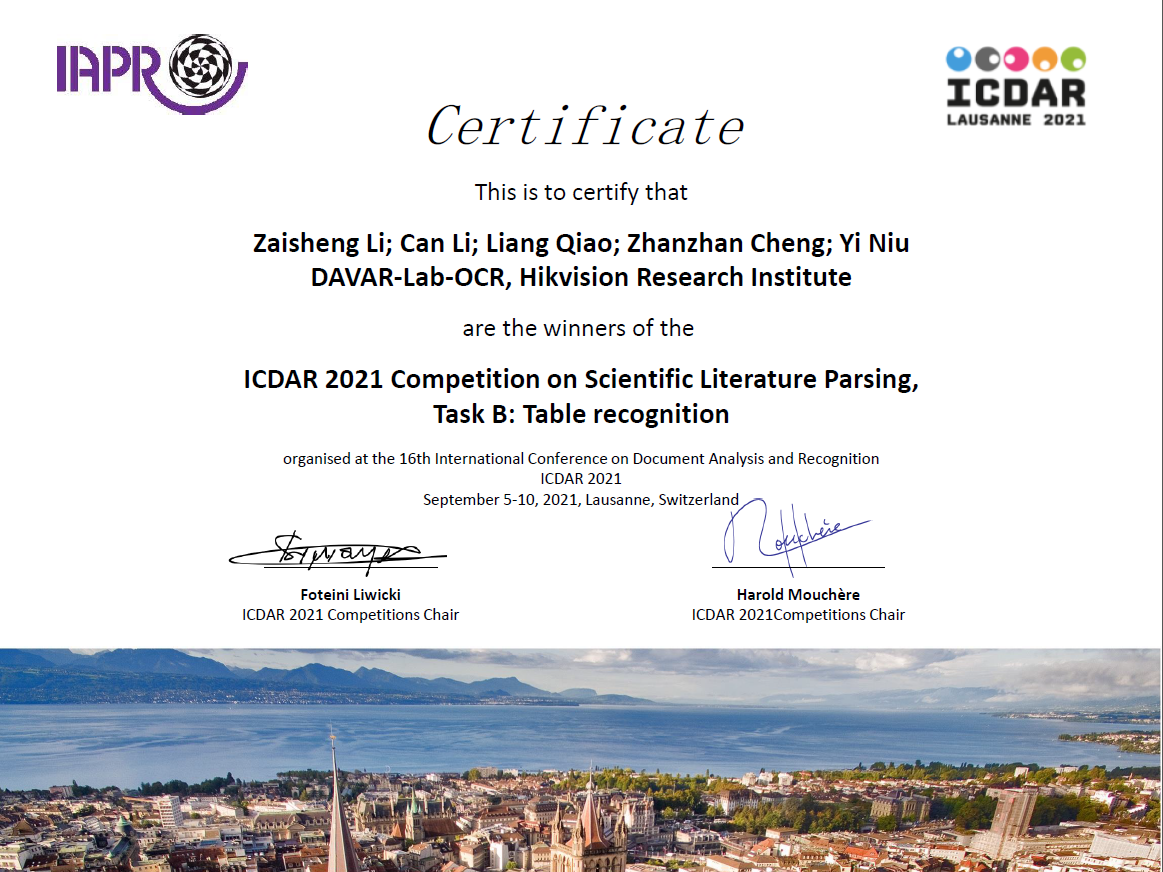 IAPR
ICDAR
LAUSANNE 2021
Certificate
This is to certify that
Zaisheng Li; Can Li; Liang Qiao; Zhanzhan Cheng; Yi Niu
DAVAR-Lab-OCR, Hikvision Research Institute
are the winners of the
ICDAR 2021 Competition on Scientific Literature Parsing,
Task B: Table recognition
organised at the 16th International Conference on Document Analysis and Recognition
ICDAR 2021
September 5-10, 2021, Lausanne, Switzerland
Mouchère
Foteini Liwicki
ICDAR 2021 Competitions Chair
Harold Mouchère
ICDAR 2021Competitions Chair